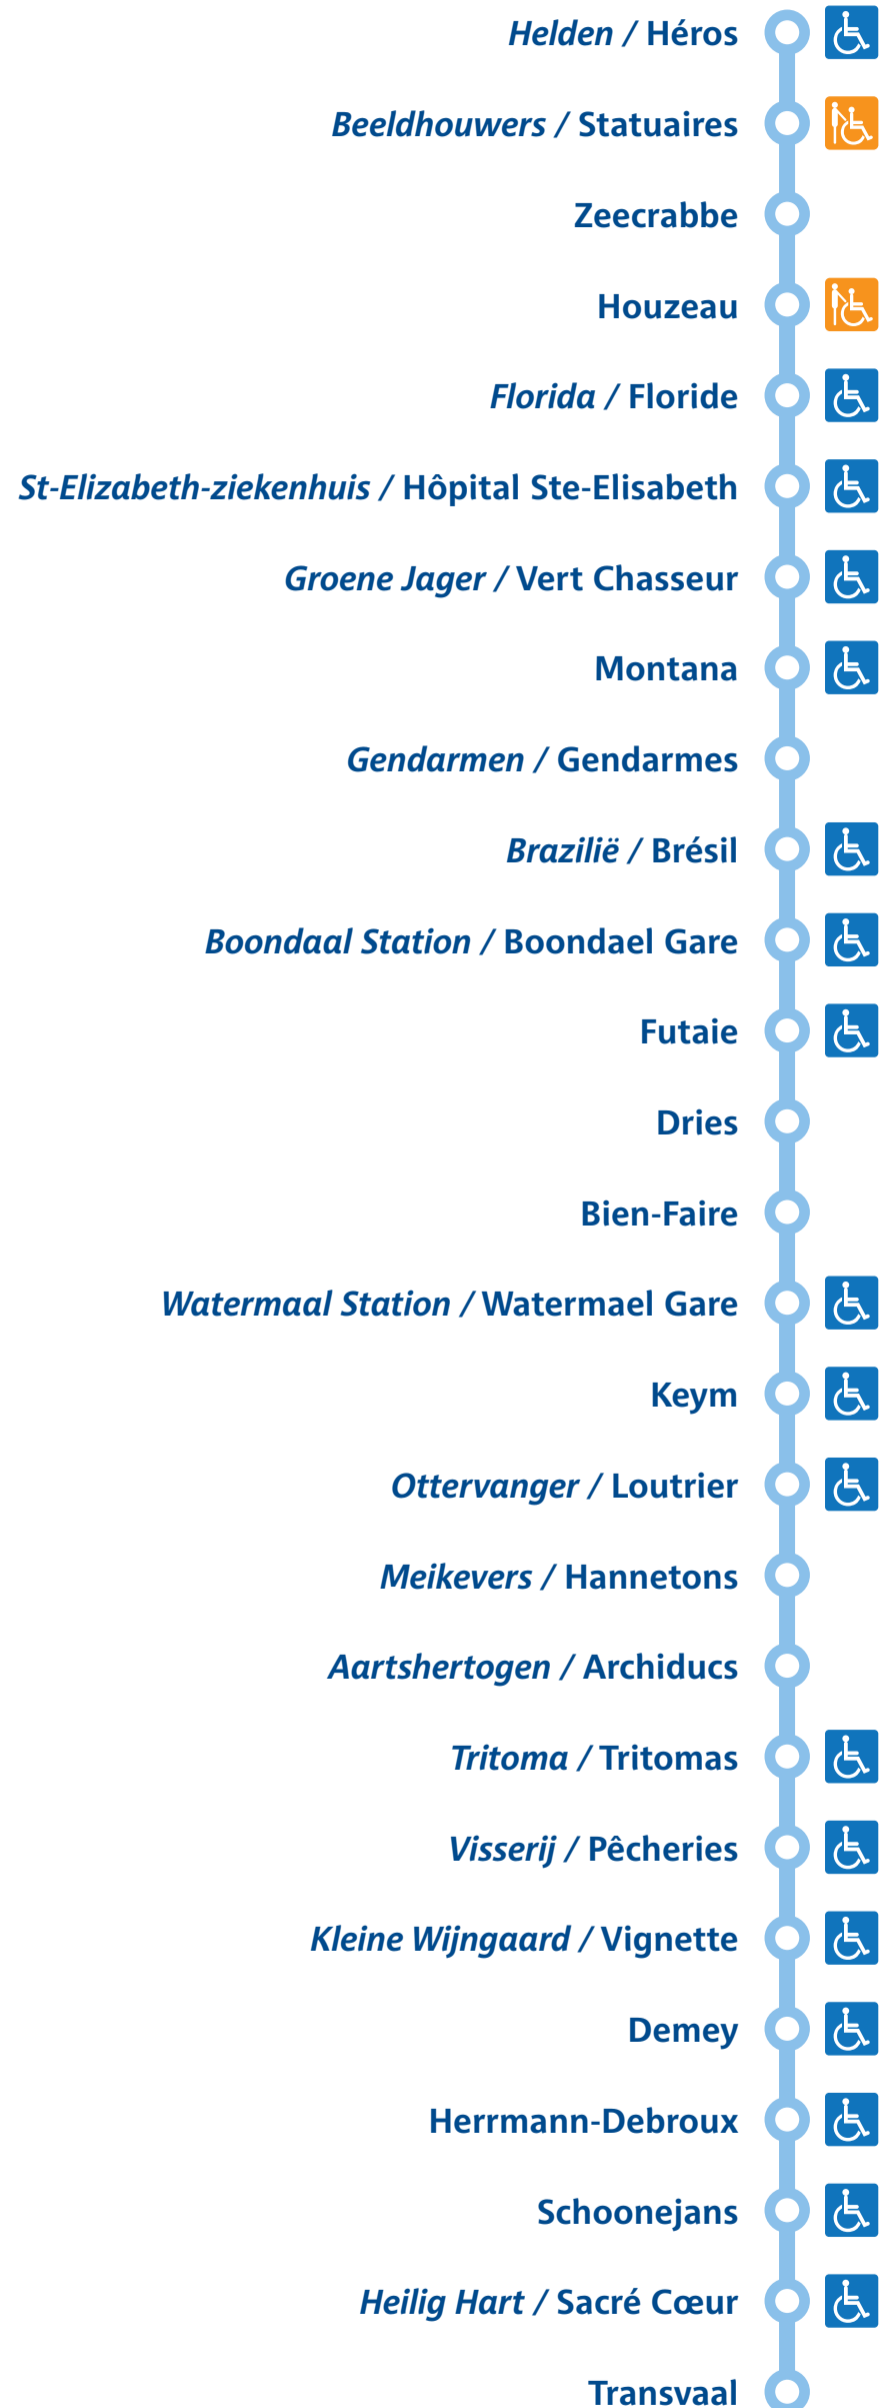 Helden / Héros
Beeldhouwers / Statuaires
Zeecrabbe
Houzeau
Florida / Floride
St-Elizabeth-ziekenhuis / Hôpital Ste-Elisabeth
Groene Jager / Vert Chasseur
Montana
Gendarmen / Gendarmes
Brazilië / Brésil
Boondaal Station / Boondael Gare
Futaie
Dries
Bien-Faire
Watermaal Station / Watermael Gare
Keym
Ottervanger / Loutrier
Meikevers / Hannetons
Aartshertogen / Archiducs
Tritoma / Tritomas
Visserij / Pêcheries
Kleine Wijngaard / Vignette
Demey
Herrmann-Debroux
Schoonejans
Heilig Hart / Sacré Cœur
Transvaal